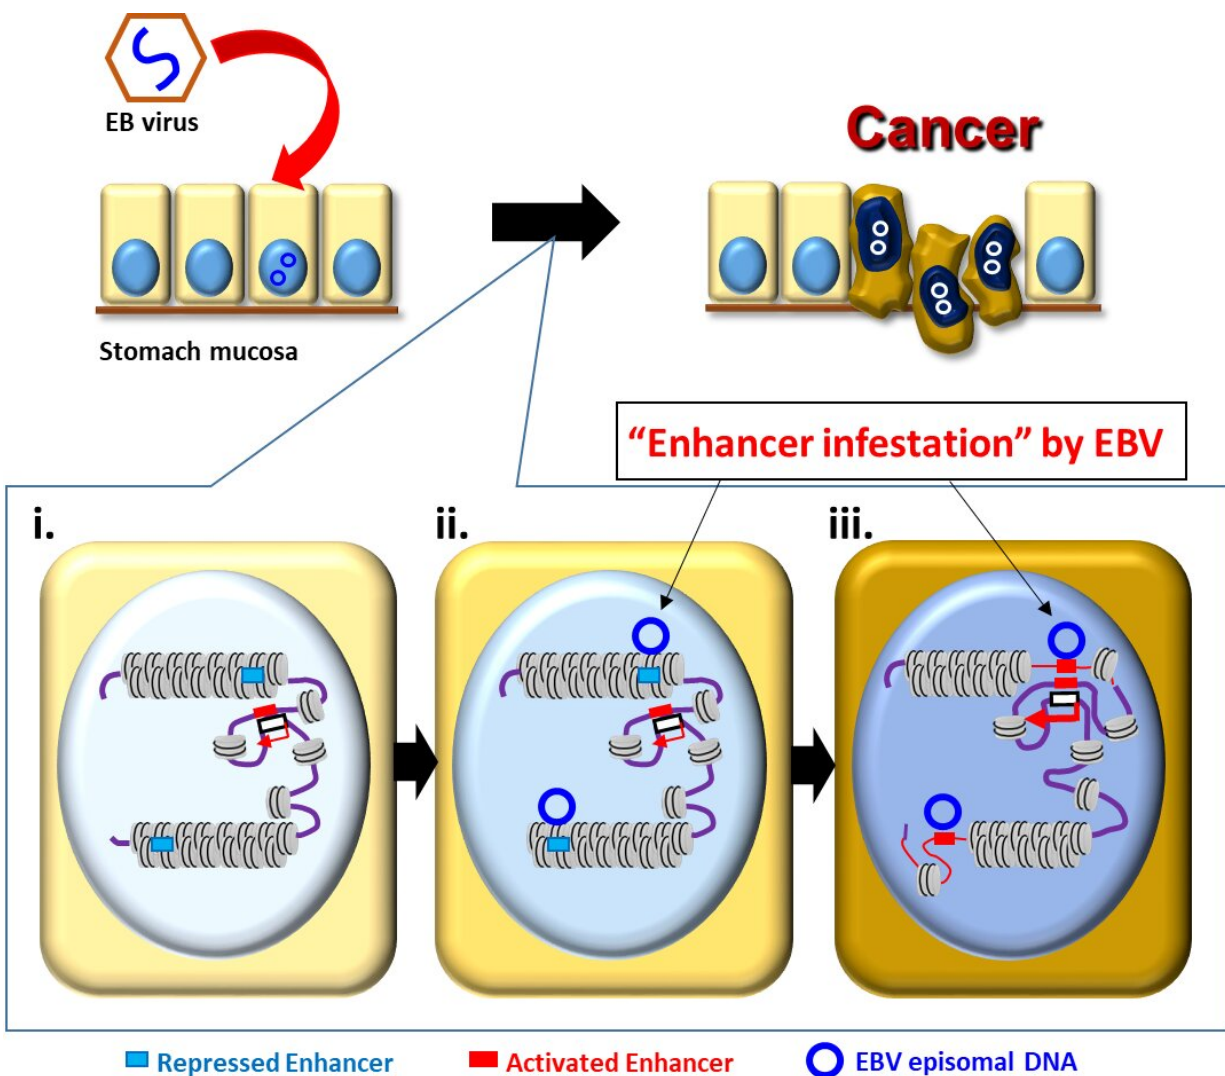 EB virus
Cancer
Stomach mucosa
“Enhancer infestation” by EBV
i.
ii.
iii.
Repressed Enhancer
Activated Enhancer
EBV episomal DNA